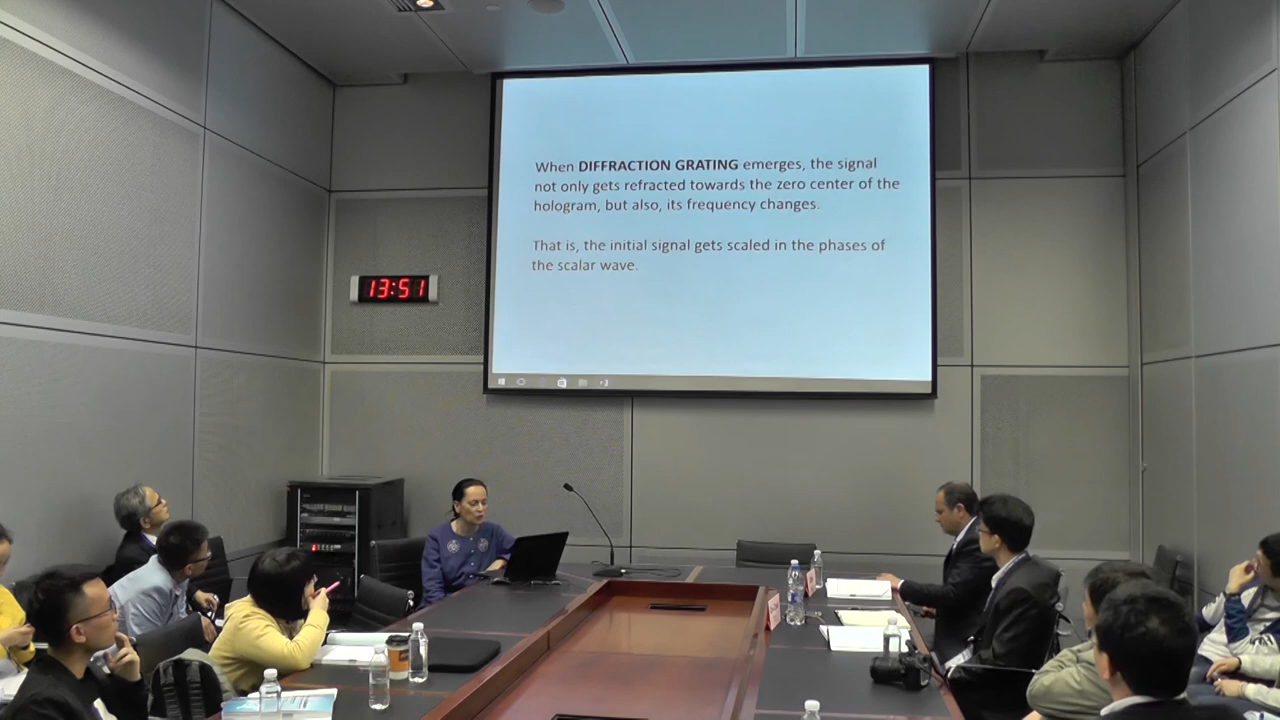 When DIFFRACTION GRATING emerges, the signal
not only gets refracted towards the zero center of the
hologram, but also, its frequency changes.
That is, the initial signal gets scaled in the phases of
the scalar wave.
13:51